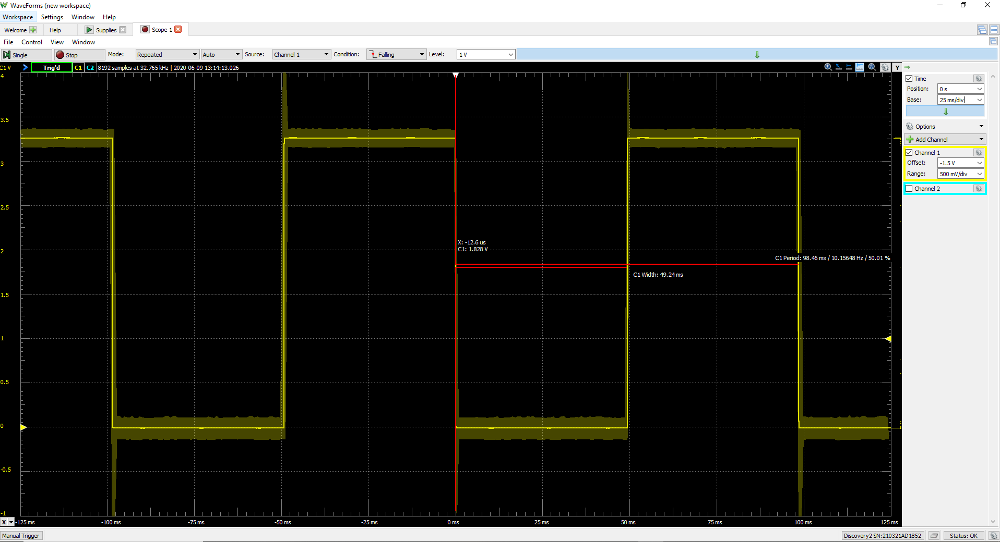 WaveForms (new workspace)
Workspace Settings Window Help
Welcome Help Supplies Scope 1
File Control View Window
Single Stop Mode: Repeated Auto Source: Channel 1 Condition: Falling Level: 1 V
C1 V Trig'd C1 C2 8192 samples at 32.765 kHz | 2020-06-09 13:14:13.026 Y
4
3.5
3
2.5
2
1.5
1
0.5
0
-0.5
-1
X: -12.6 us
C1: 1.828 V
C1 Period: 98.46 ms / 10.15648 Hz / 50.01 %
C1 Width: 49.24 ms
X -125 ms -100 ms -75 ms -50 ms -25 ms 0 ms 25 ms 50 ms 75 ms 100 ms 125 ms
Time
Position: 0 s
Base: 25 ms/div
Options
Add Channel
Channel 1
Offset: -1.5 V
Range: 500 mV/div
Channel 2
Manual Trigger Discovery2 SN:210321AD1852 Status: OK